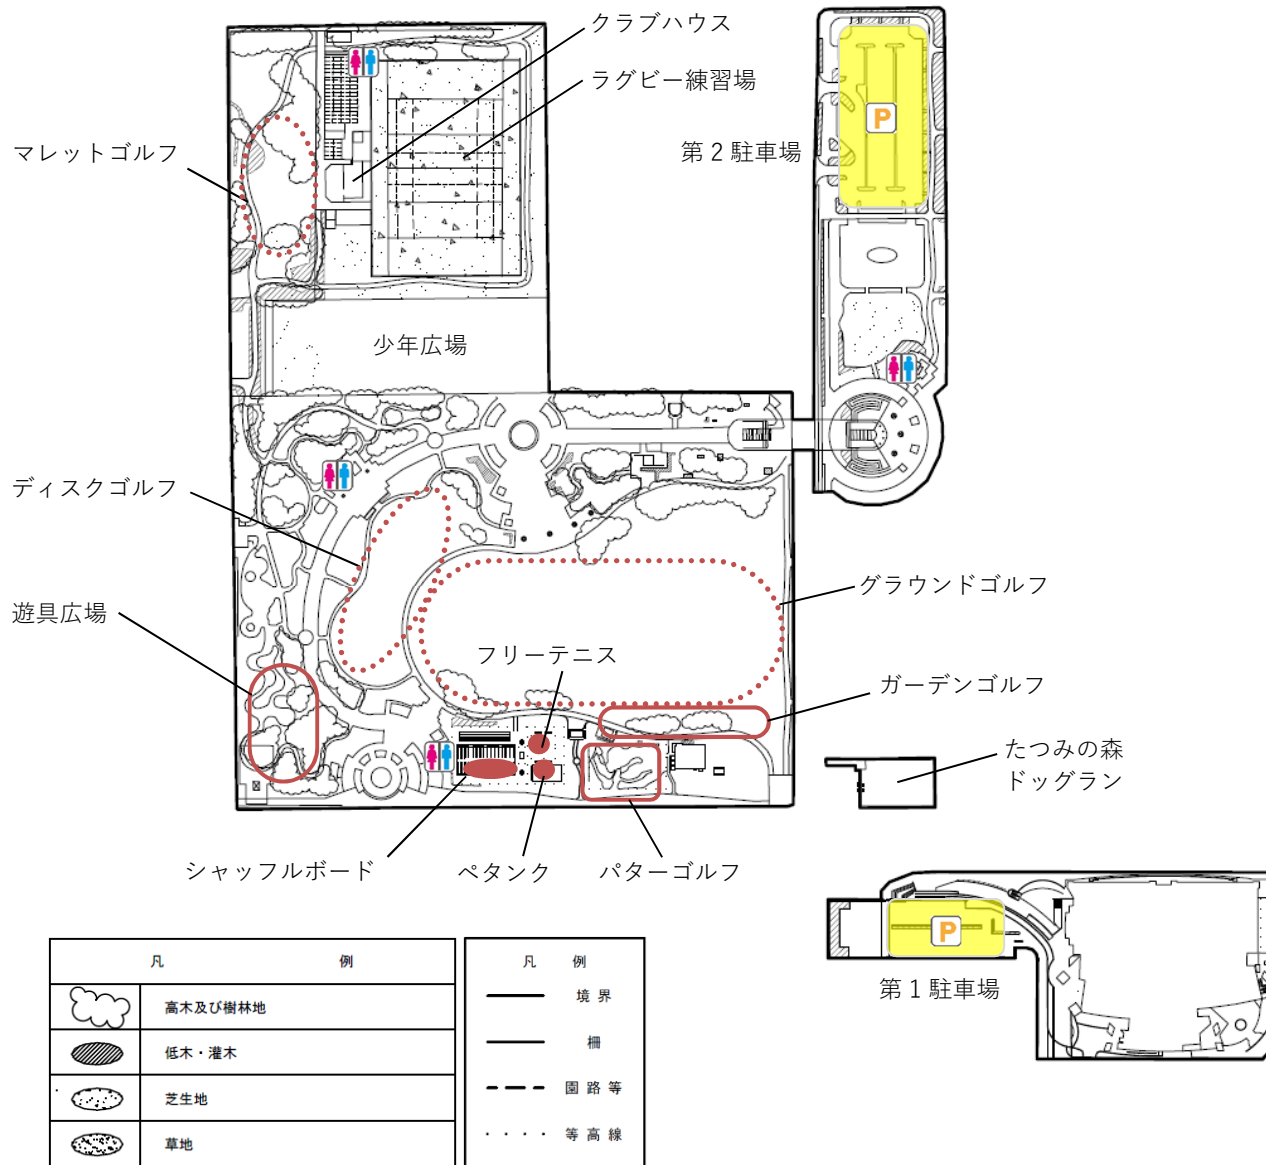 クラブハウス
ラグビー練習場
マレットゴルフ
第2駐車場
P
少年広場
ディスクゴルフ
グラウンドゴルフ
遊具広場
フリーテニス
ガーデンゴルフ
たつみの森
ドッグラン
シャッフルボード
ペタンク
パターゴルフ
P
第1駐車場
凡 例
高木及び樹林地
低木・灌木
芝生地
草地
凡 例
境界
柵
園路等
等高線